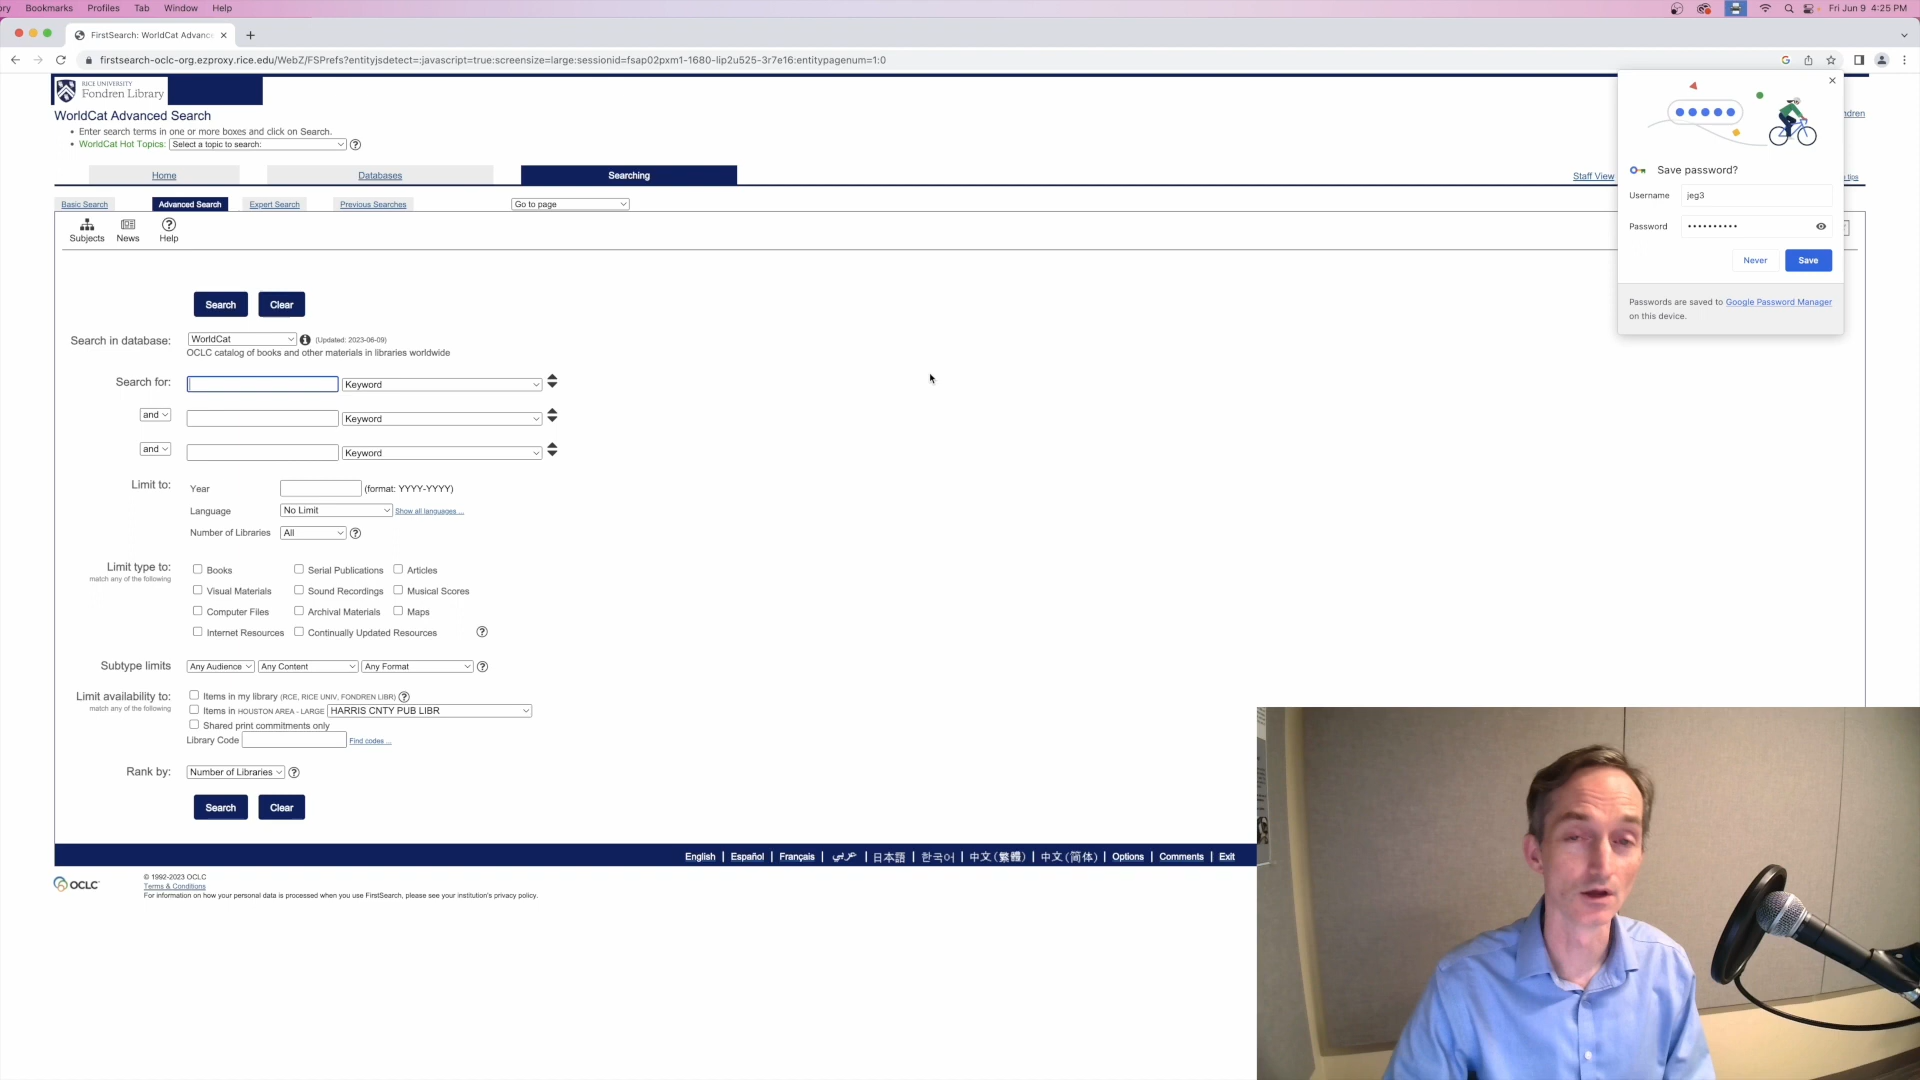 ory Bookmarks Profiles Tab Window Help Fri Jun 9 4:25 PM
FirstSearch: WorldCat Advanc
firstsearch-oclc-org.ezproxy.rice.edu/WebZ/FSPrefs?entityjsdetect=:javascript=true:screensize=large:sessionid=fsap02pxm1-1680-lip2u525-3r7e16:entitypagenum=1:0
RICE UNIVERSITY
Fondren Library
WorldCat Advanced Search
• Enter search terms in one or more boxes and click on Search.
• WorldCat Hot Topics: Select a topic to search:
ndren
Home Databases Searching Staff View
tips
Basic Search Advanced Search Expert Search Previous Searches Go to page
Subjects News Help
Save password?
Username jeg3
Password ••••••••••
Never Save
Passwords are saved to Google Password Manager
on this device.
Search Clear
Search in database: WorldCat (Updated: 2023-06-09)
OCLC catalog of books and other materials in libraries worldwide
Search for: Keyword
and Keyword
and Keyword
Limit to: Year (format: YYYY-YYYY)
Language No Limit Show all languages ...
Number of Libraries All
Limit type to:
match any of the following
Books Serial Publications Articles
Visual Materials Sound Recordings Musical Scores
Computer Files Archival Materials Maps
Internet Resources Continually Updated Resources
Subtype limits Any Audience Any Content Any Format
Limit availability to:
match any of the following
Items in my library (RCE, RICE UNIV, FONDREN LIBR)
Items in HOUSTON AREA - LARGE HARRIS CNTY PUB LIBR
Shared print commitments only
Library Code Find codes ...
Rank by: Number of Libraries
Search Clear
English | Español | Français | عربي | 日本語 | 한국어 | 中文(繁體) | 中文(简体) | Options | Comments | Exit
OCLC
© 1992-2023 OCLC
Terms & Conditions
For information on how your personal data is processed when you use FirstSearch, please see your institution's privacy policy.